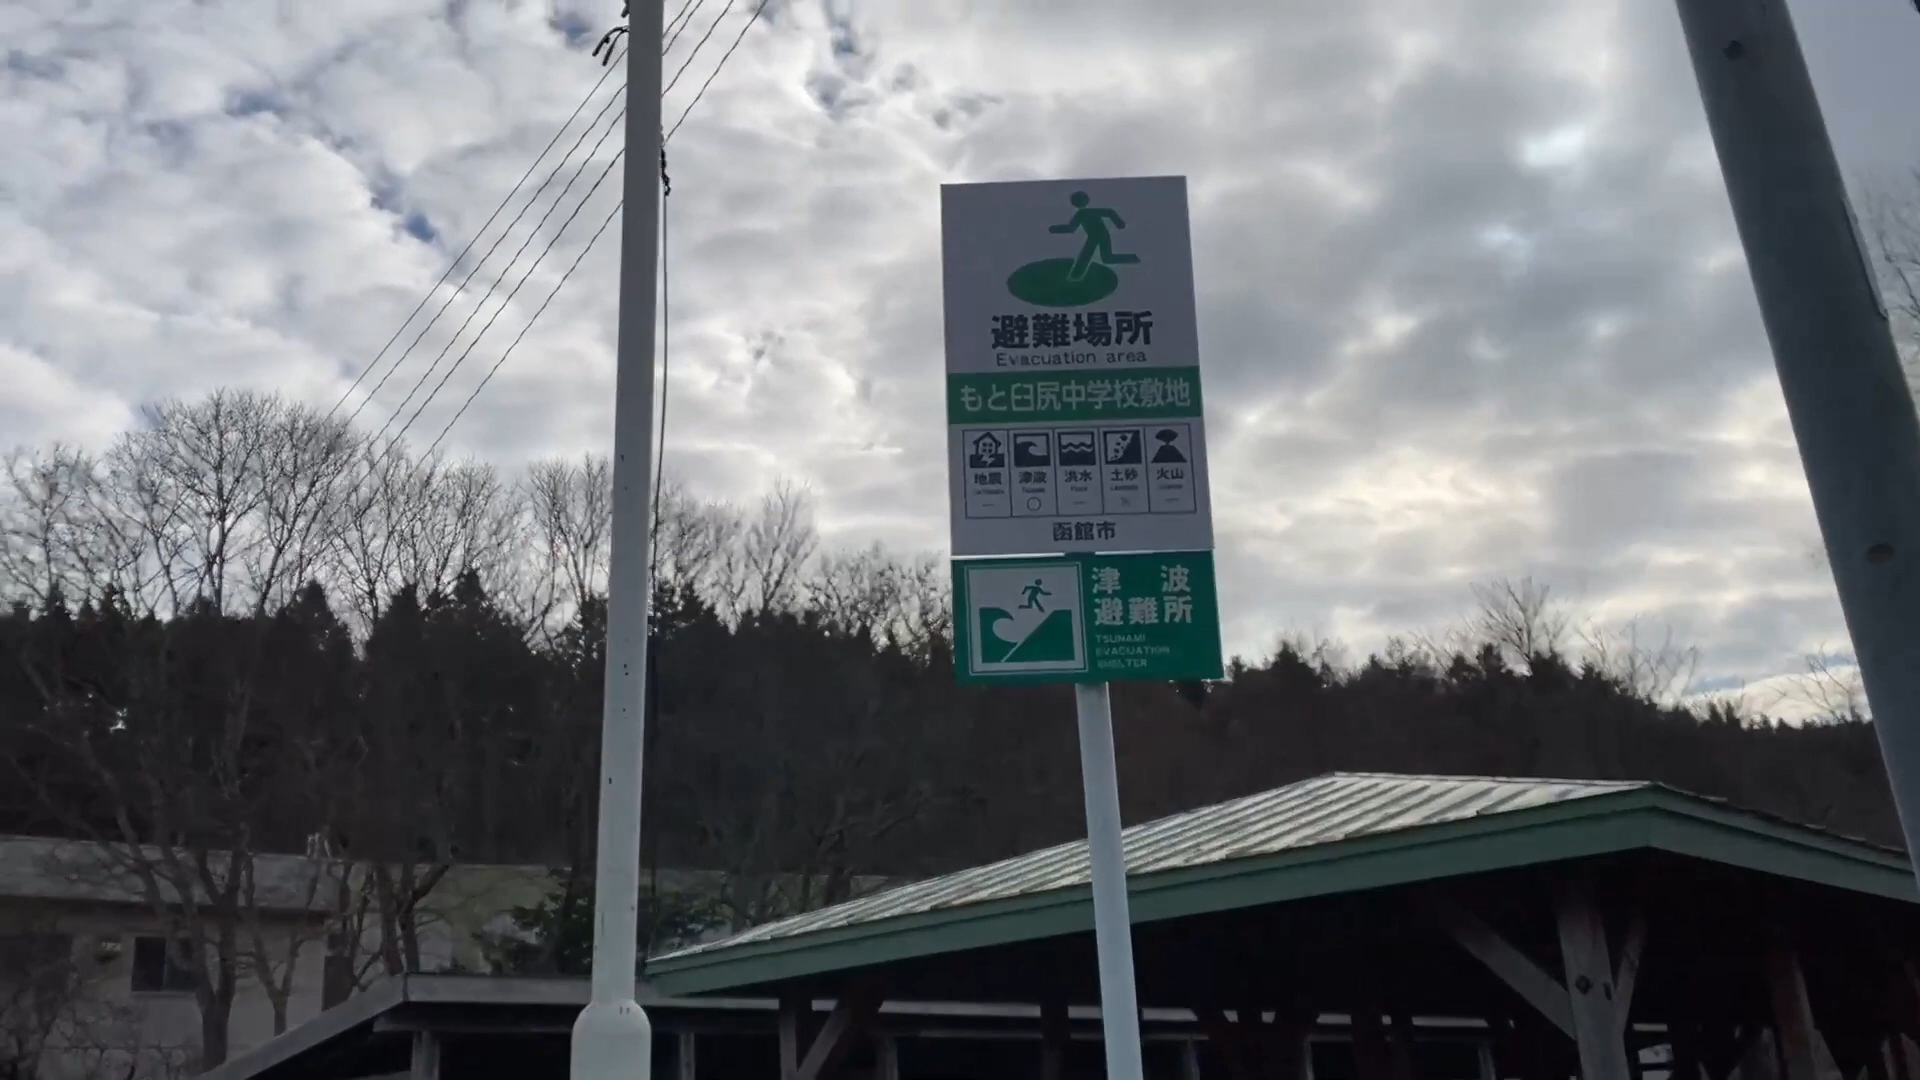 避難場所
Evacuation area
もと臼尻中学校敷地
地震 津波 洪水 土砂 火山
函館市
津波
避難所
TSUNAMI
EVACUATION
SHELTER